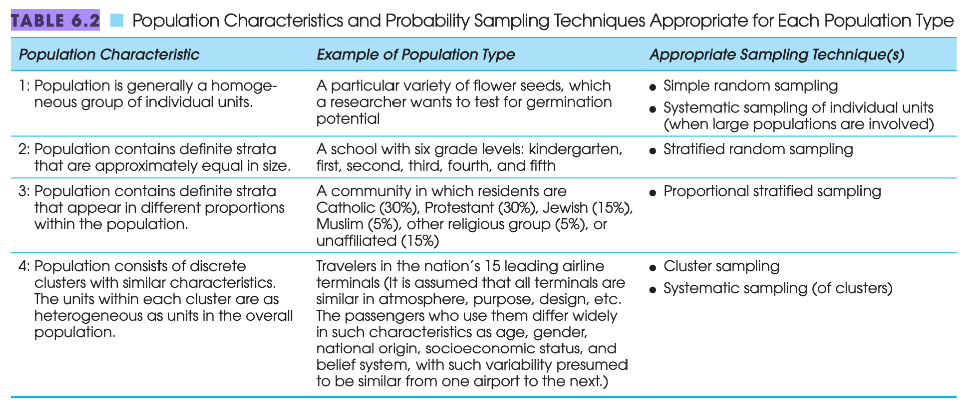 TABLE 6.2 Population Characteristics and Probability Sampling Techniques Appropriate for Each Population Type
Population Characteristic Example of Population Type Appropriate Sampling Technique(s)
1: Population is generally a homoge-
neous group of individual units.
A particular variety of flower seeds, which
a researcher wants to test for germination
potential
• Simple random sampling
• Systematic sampling of individual units
(when large populations are involved)
2: Population contains definite strata
that are approximately equal in size.
A school with six grade levels: kindergarten,
first, second, third, fourth, and fifth
• Stratified random sampling
3: Population contains definite strata
that appear in different proportions
within the population.
A community in which residents are
Catholic (30%), Protestant (30%), Jewish (15%),
Muslim (5%), other religious group (5%), or
unaffiliated (15%)
• Proportional stratified sampling
4: Population consists of discrete
clusters with similar characteristics.
The units within each cluster are as
heterogeneous as units in the overall
population.
Travelers in the nation's 15 leading airline
terminals (It is assumed that all terminals are
similar in atmosphere, purpose, design, etc.
The passengers who use them differ widely
in such characteristics as age, gender,
national origin, socioeconomic status, and
belief system, with such variability presumed
to be similar from one airport to the next.)
• Cluster sampling
• Systematic sampling (of clusters)